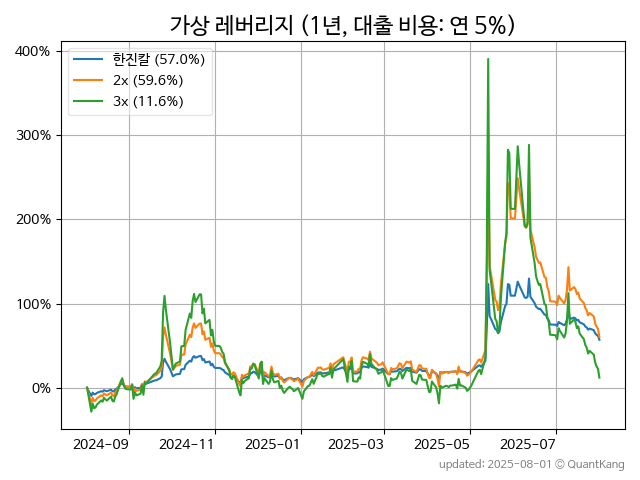 가상 레버리지 (1년, 대출 비용: 연 5%)
400%
300%
200%
100%
0%
한진칼 (57.0%)
2x (59.6%)
3x (11.6%)
2024-09 2024-11 2025-01 2025-03 2025-05 2025-07
updated: 2025-08-01 © QuantKang